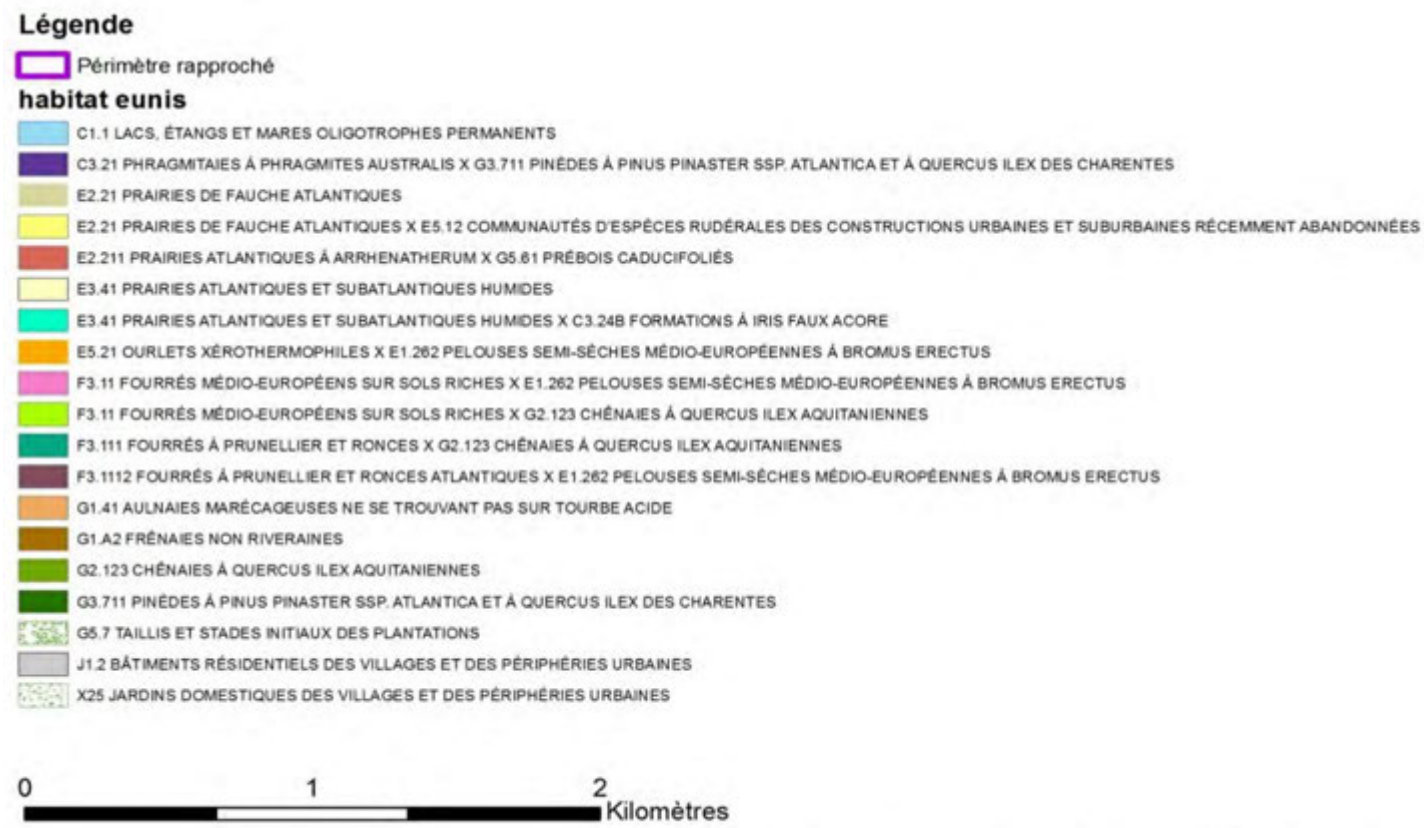 Légende
Périmètre rapproché
habitat eunis
C1.1 LACS, ÉTANGS ET MARES OLIGOTROPHES PERMANENTS
C3.21 PHRAGMITAIES À PHRAGMITES AUSTRALIS X G3.711 PINÈDES À PINUS PINASTER SSP. ATLANTICA ET À QUERCUS ILEX DES CHARENTES
E2.21 PRAIRIES DE FAUCHE ATLANTIQUES
E2.21 PRAIRIES DE FAUCHE ATLANTIQUES X E5.12 COMMUNAUTÉS D'ESPÈCES RUDÉRALES DES CONSTRUCTIONS URBAINES ET SUBURBAINES RÉCEMMENT ABANDONNÉES
E2.211 PRAIRIES ATLANTIQUES À ARRHENATHERUM X G5.61 PRÉBOIS CADUCIFOLIÉS
E3.41 PRAIRIES ATLANTIQUES ET SUBATLANTIQUES HUMIDES
E3.41 PRAIRIES ATLANTIQUES ET SUBATLANTIQUES HUMIDES X C3.24B FORMATIONS À IRIS FAUX ACORE
E5.21 OURLETS XÉROTHERMOPHILES X E1.262 PELOUSES SEMI-SÈCHES MÉDIO-EUROPÉENNES À BROMUS ERECTUS
F3.11 FOURRÉS MÉDIO-EUROPÉENS SUR SOLS RICHES X E1.262 PELOUSES SEMI-SÈCHES MÉDIO-EUROPÉENNES À BROMUS ERECTUS
F3.11 FOURRÉS MÉDIO-EUROPÉENS SUR SOLS RICHES X G2.123 CHÊNAIES À QUERCUS ILEX AQUITANIENNES
F3.111 FOURRÉS À PRUNELLIER ET RONCES X G2.123 CHÊNAIES À QUERCUS ILEX AQUITANIENNES
F3.1112 FOURRÉS À PRUNELLIER ET RONCES ATLANTIQUES X E1.262 PELOUSES SEMI-SÈCHES MÉDIO-EUROPÉENNES À BROMUS ERECTUS
G1.41 AULNAIES MARÉCAGEUSES NE SE TROUVANT PAS SUR TOURBE ACIDE
G1.A2 FRÊNAIES NON RIVERAINES
G2.123 CHÊNAIES À QUERCUS ILEX AQUITANIENNES
G3.711 PINÈDES À PINUS PINASTER SSP. ATLANTICA ET À QUERCUS ILEX DES CHARENTES
G5.7 TAILLIS ET STADES INITIAUX DES PLANTATIONS
J1.2 BÂTIMENTS RÉSIDENTIELS DES VILLAGES ET DES PÉRIPHÉRIES URBAINES
X25 JARDINS DOMESTIQUES DES VILLAGES ET DES PÉRIPHÉRIES URBAINES
0 1 2
Kilomètres